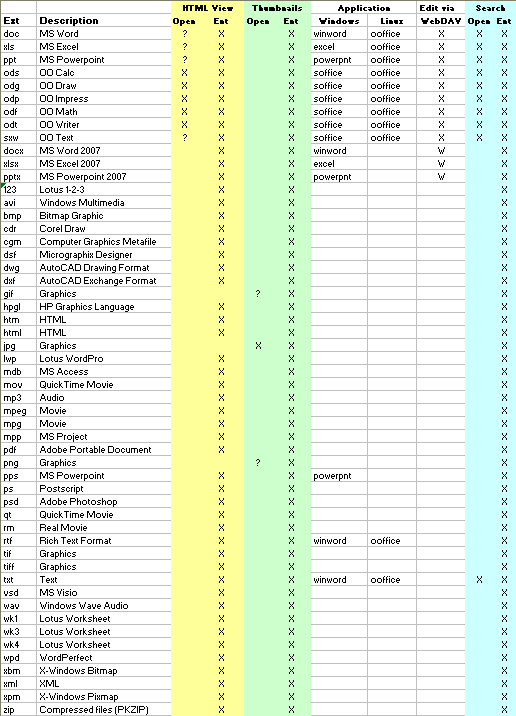 HTML View Thumbnails Application Edit via Search
Ext Description Open Ent Open Ent Windows Linux WebDAV Open Ent
doc MS Word ? X X winword ooffice X X X
xls MS Excel ? X X excel ooffice X X X
ppt MS Powerpoint ? X X powerpnt ooffice X X X
ods OO Calc X X X soffice ooffice X X X
odg OO Draw X X X soffice ooffice X X X
odp OO Impress X X X soffice ooffice X X X
odf OO Math X X X soffice ooffice X X X
odt OO Writer X X X soffice ooffice X X X
sxw OO Text ? X X soffice ooffice X X X
docx MS Word 2007 X X winword W X
xlsx MS Excel 2007 X X excel W X
pptx MS Powerpoint 2007 X X powerpnt W X
123 Lotus 1-2-3 X X X
avi Windows Multimedia X X X
bmp Bitmap Graphic X X X
cdr Corel Draw X X X
cgm Computer Graphics Metafile X X X
dsf Micrographix Designer X X X
dwg AutoCAD Drawing Format X X X
dxf AutoCAD Exchange Format X X X
gif Graphics ? X X
hpgl HP Graphics Language X X X
htm HTML X X X
html HTML X X X
jpg Graphics X X X
lwp Lotus WordPro X X X
mdb MS Access X X X
mov QuickTime Movie X X X
mp3 Audio X X X
mpeg Movie X X X
mpg Movie X X X
mpp MS Project X X X
pdf Adobe Portable Document X X X
png Graphics ? X X
pps MS Powerpoint X X powerpnt X
ps Postscript X X X
psd Adobe Photoshop X X X
qt QuickTime Movie X X X
rm Real Movie X X X
rtf Rich Text Format X X winword ooffice X
tif Graphics X X X
tiff Graphics X X X
txt Text X X winword ooffice X X
vsd MS Visio X X X
wav Windows Wave Audio X X X
wk1 Lotus Worksheet X X X
wk3 Lotus Worksheet X X X
wk4 Lotus Worksheet X X X
wpd WordPerfect X X X
xbm X-Windows Bitmap X X X
xml XML X X X
xpm X-Windows Pixmap X X X
zip Compressed files (PKZIP) X X X